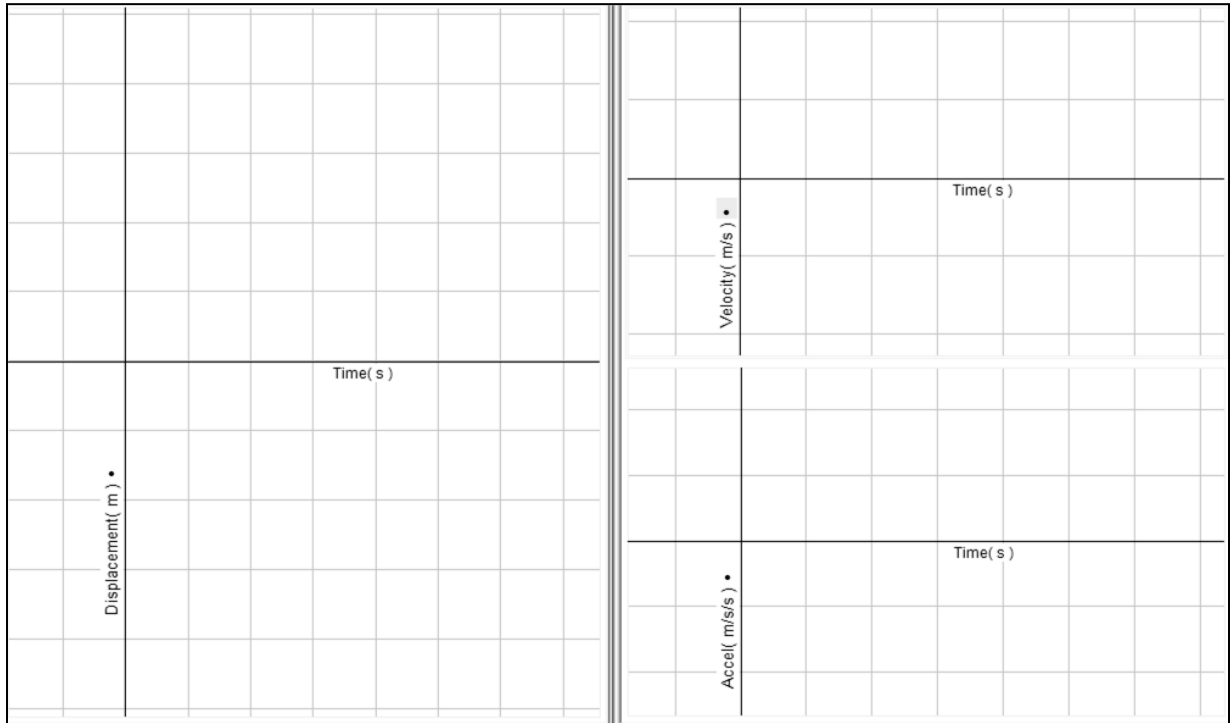 Time( s )
Displacement( m ) •
Time( s )
Velocity( m/s ) •
Time( s )
Accel( m/s/s ) •